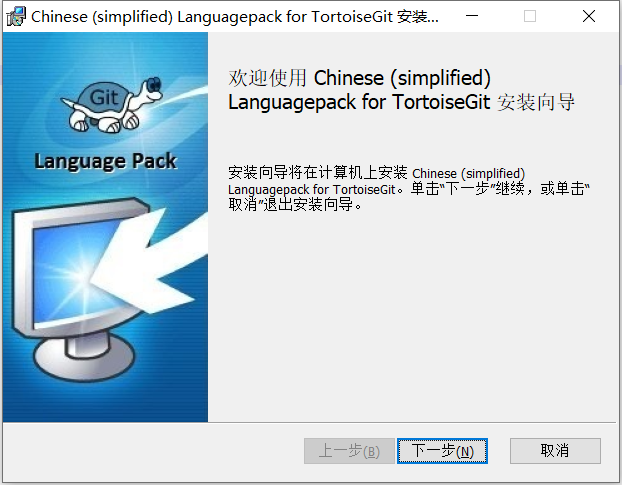 Chinese (simplified) Languagepack for TortoiseGit 安装...
Git
Language Pack
欢迎使用 Chinese (simplified)
Languagepack for TortoiseGit 安装向导
安装向导将在计算机上安装 Chinese (simplified)
Languagepack for TortoiseGit。单击“下一步”继续，或单击“
取消”退出安装向导。
上一步(B)
下一步(N)
取消